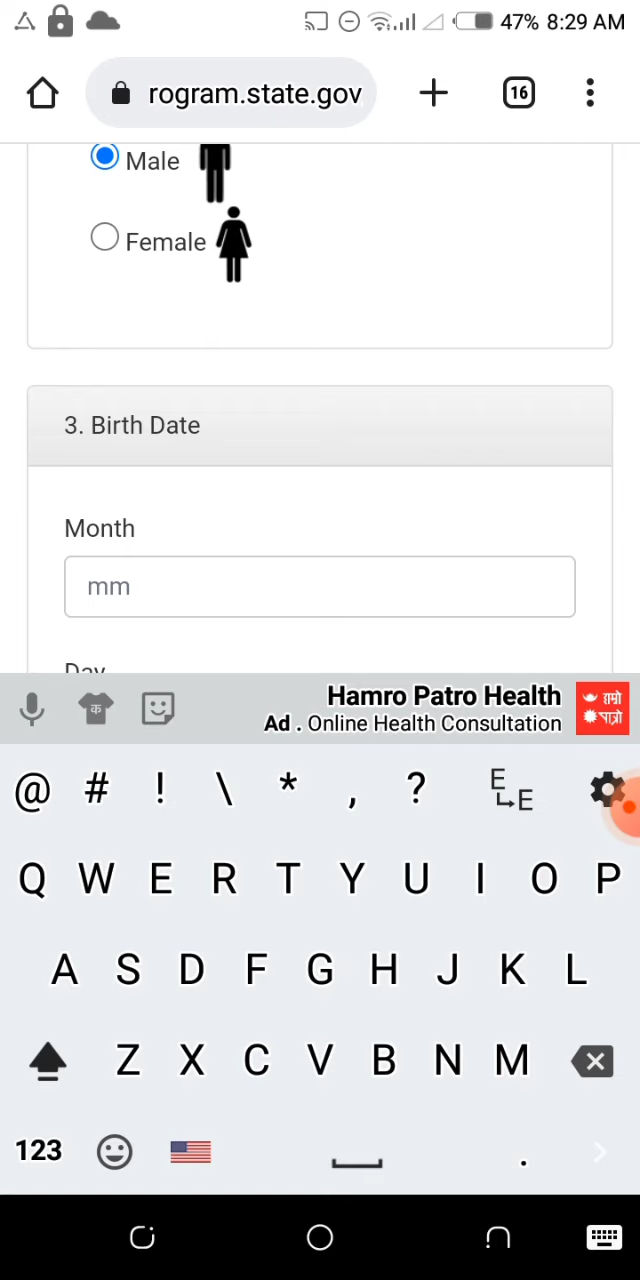 47% 8:29 AM
rogram.state.gov
16
Male
Female
3. Birth Date
Month
mm
Day
Hamro Patro Health
Ad . Online Health Consultation
हाम्रो
पात्रो
क
@ # ! \ * , ? E E
Q W E R T Y U I O P
A S D F G H J K L
Z X C V B N M
123 .